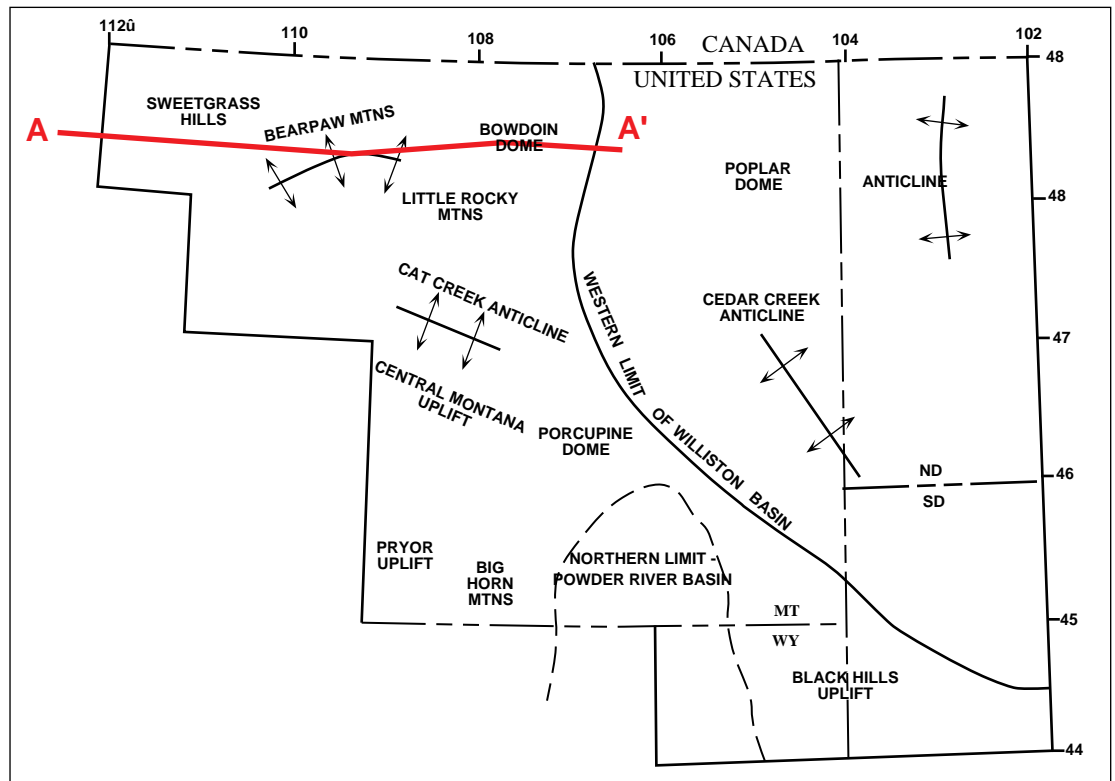 112û
110
108
106
104
102
CANADA
UNITED STATES
48
SWEETGRASS
HILLS
BEARPAW MTNS
BOWDOIN
DOME
A
A'
POPLAR
DOME
ANTICLINE
LITTLE ROCKY
MTNS
48
CAT CREEK ANTICLINE
WESTERN LIMIT OF WILLISTON BASIN
CEDAR CREEK
ANTICLINE
47
CENTRAL MONTANA
UPLIFT
PORCUPINE
DOME
ND
46
SD
PRYOR
UPLIFT
BIG
HORN
MTNS
NORTHERN LIMIT -
POWDER RIVER BASIN
MT
45
WY
BLACK HILLS
UPLIFT
44